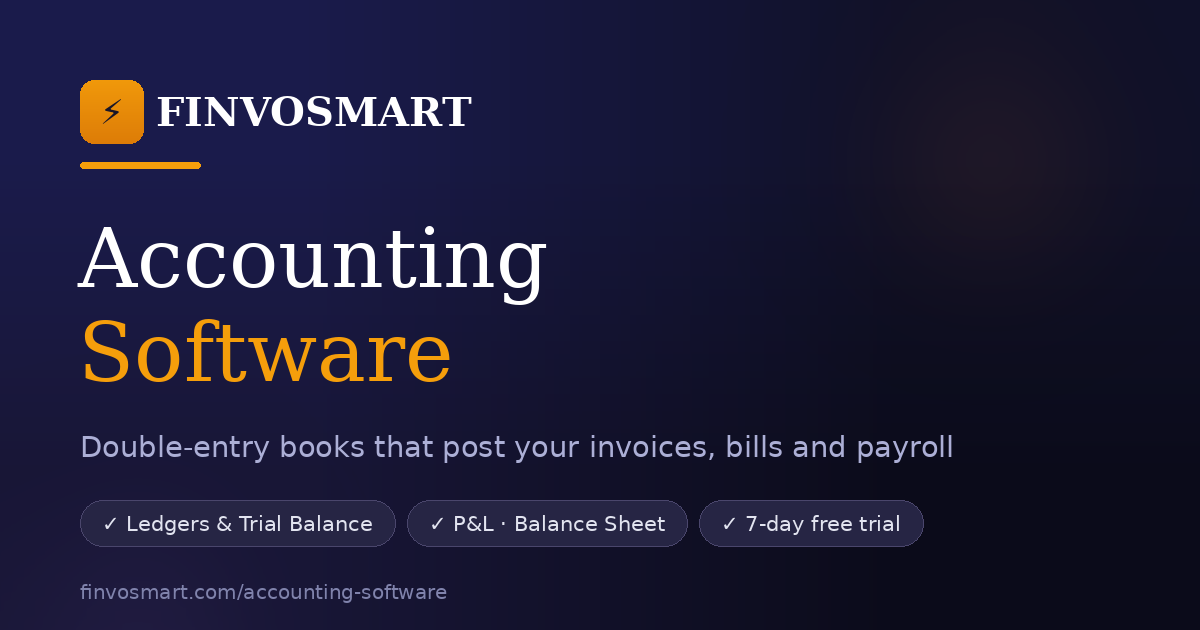 ⚡ FINVOSMART
Accounting
Software
Double-entry books that post your invoices, bills and payroll
✓ Ledgers & Trial Balance ✓ P&L · Balance Sheet ✓ 7-day free trial
finvosmart.com/accounting-software